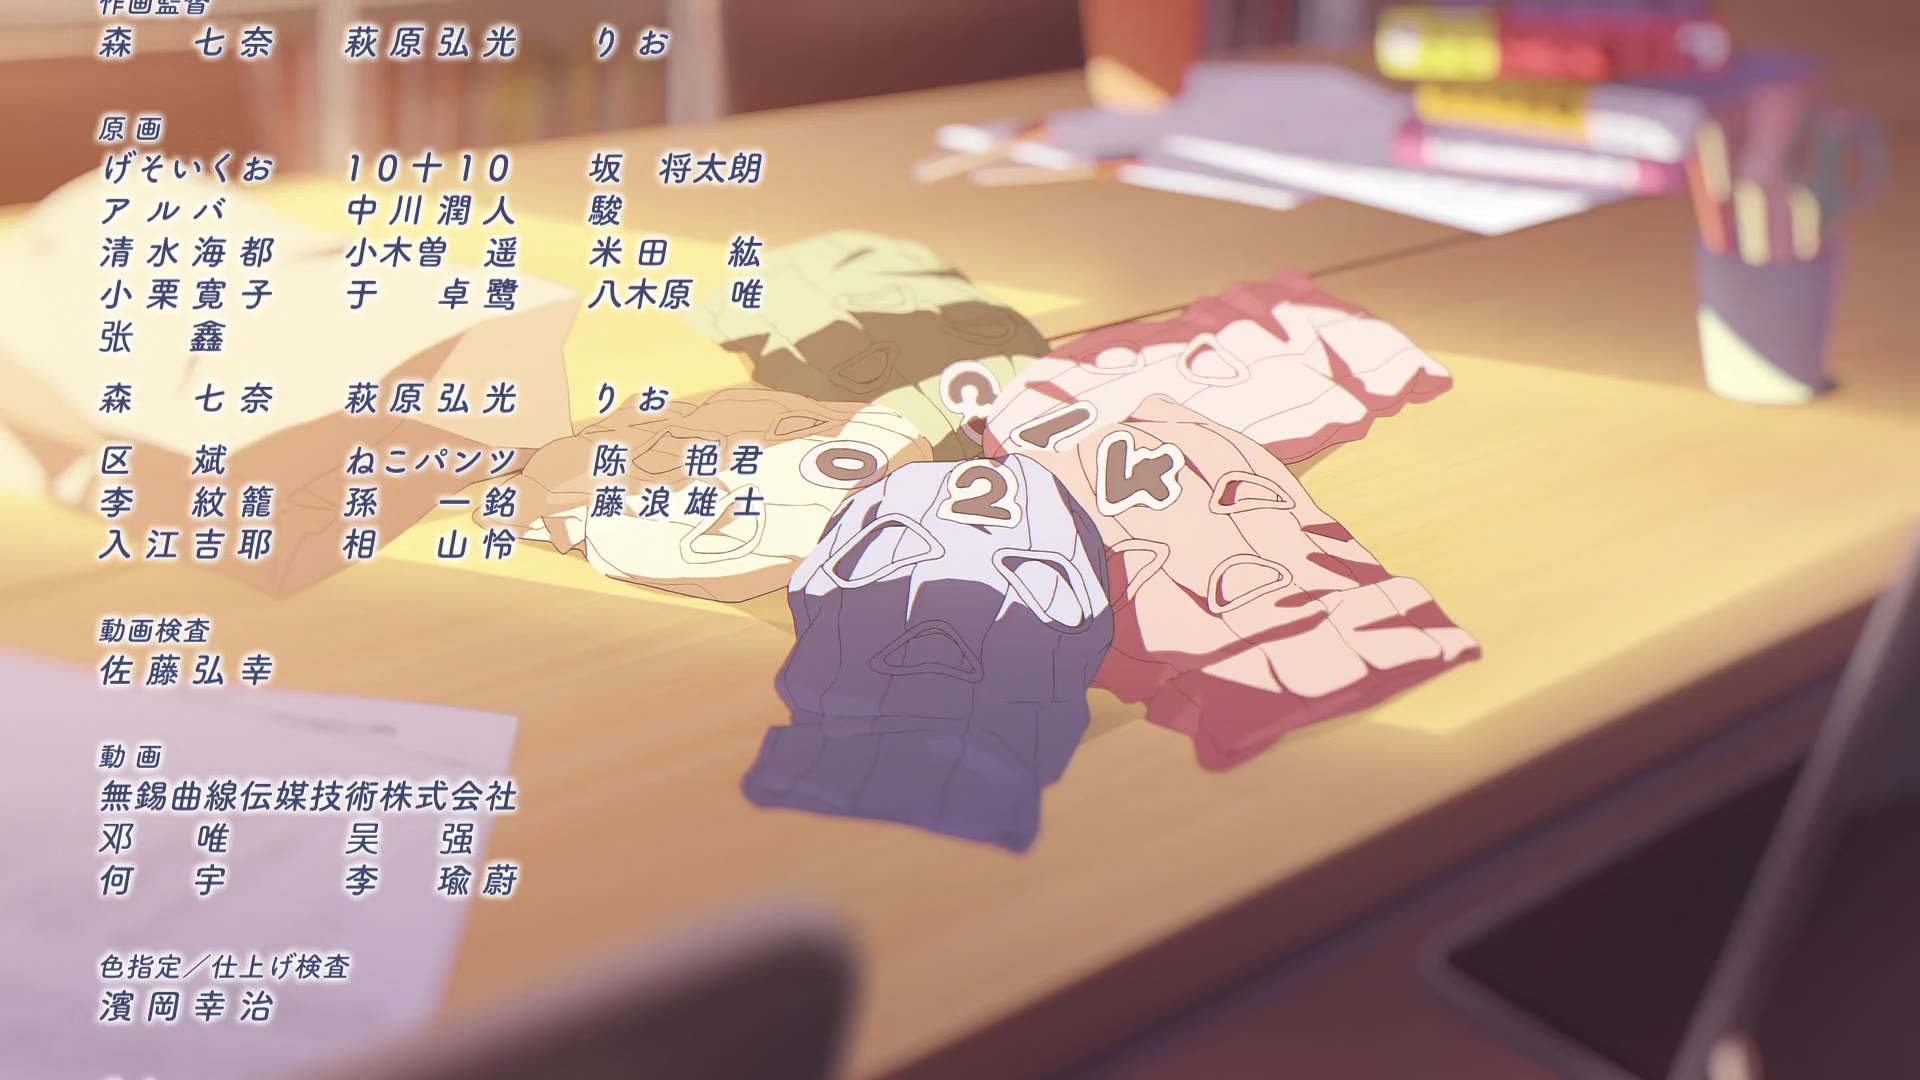 作画監督
森　七奈　萩原弘光　りお
原画
げそいくお　10十10　坂　将太朗
アルバ　中川潤人　駿
清水海都　小木曽　遥　米田　紘
小栗寛子　于　卓鹭　八木原　唯
张　鑫
森　七奈　萩原弘光　りお
区　斌　ねこパンツ　陈　艳君
李　紋龍　孫　一銘　藤浪雄士
入江吉耶　相　山怜
動画検査
佐藤弘幸
動画
無錫曲線伝媒技術株式会社
邓　唯　吴　强
何　宇　李　瑜蔚
色指定／仕上げ検査
濱岡幸治
3
1
0
2
4